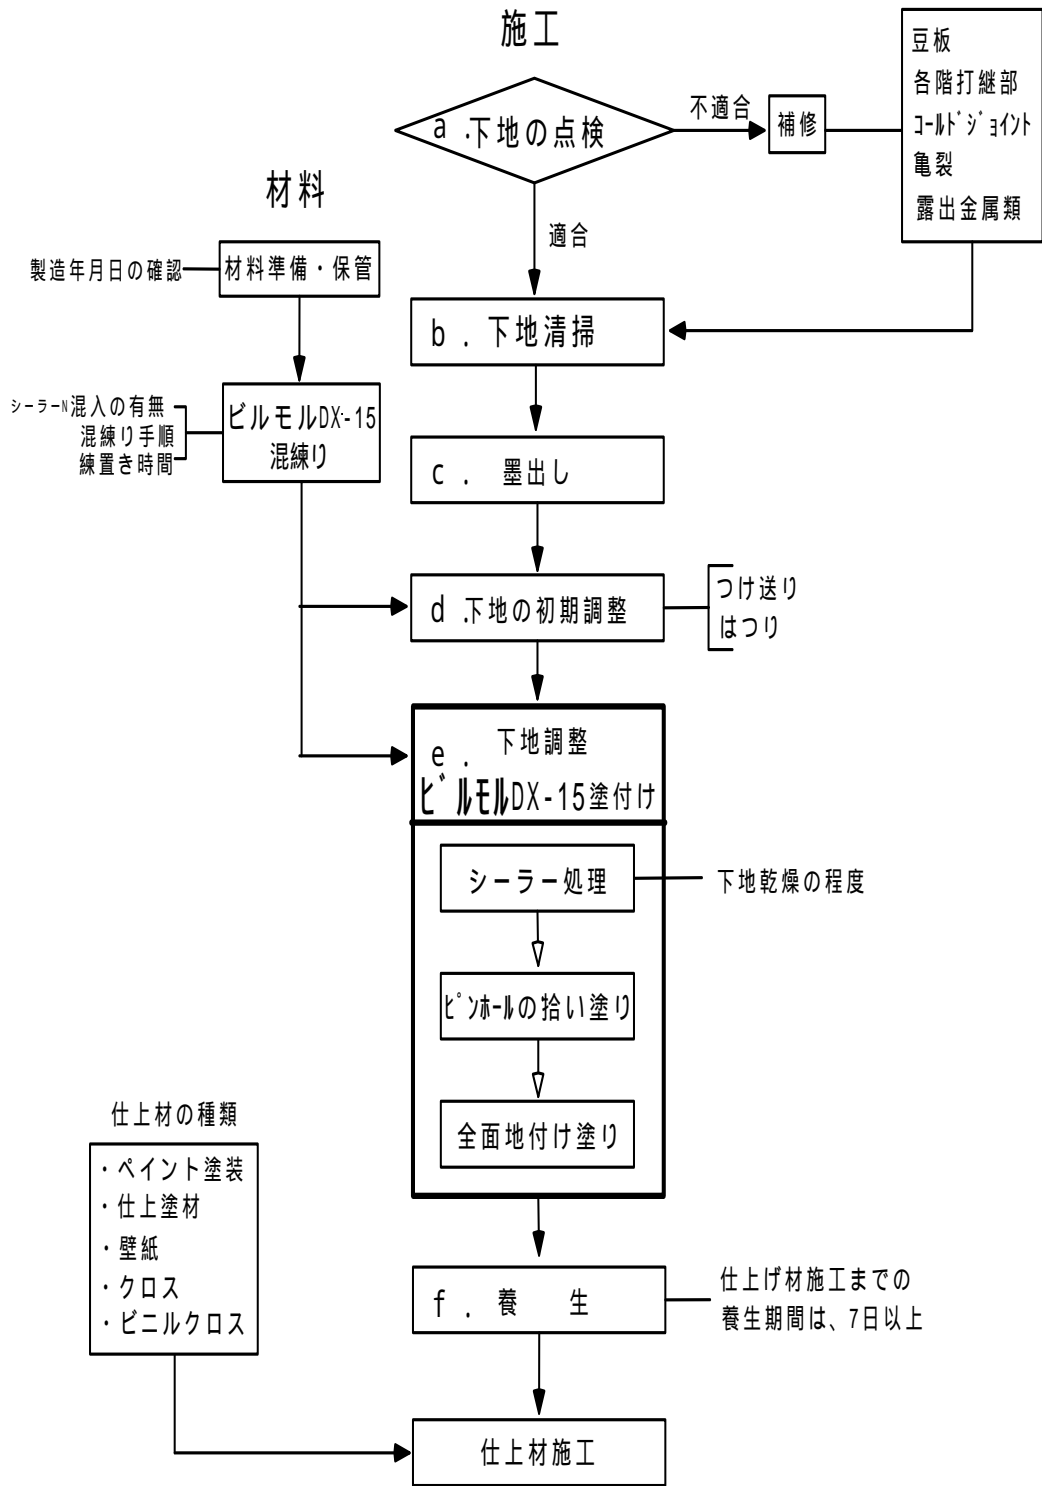 施工
a .下地の点検
不適合
補修
豆板
各階打継部
ｺｰﾙﾄﾞｼﾞｮｲﾝﾄ
亀裂
露出金属類
適合
材料
製造年月日の確認
材料準備・保管
b . 下地清掃
シーラーN混入の有無
混練り手順
練置き時間
ビルモルDX-15
混練り
c . 墨出し
d .下地の初期調整
つけ送り
はつり
e . 下地調整
ﾋﾞﾙﾓﾙDX-15塗付け
シーラー処理
下地乾燥の程度
ﾋﾟﾝﾎｰﾙの拾い塗り
全面地付け塗り
仕上材の種類
・ペイント塗装
・仕上塗材
・壁紙
・クロス
・ビニルクロス
f . 養 生
仕上げ材施工までの
養生期間は、7日以上
仕上材施工